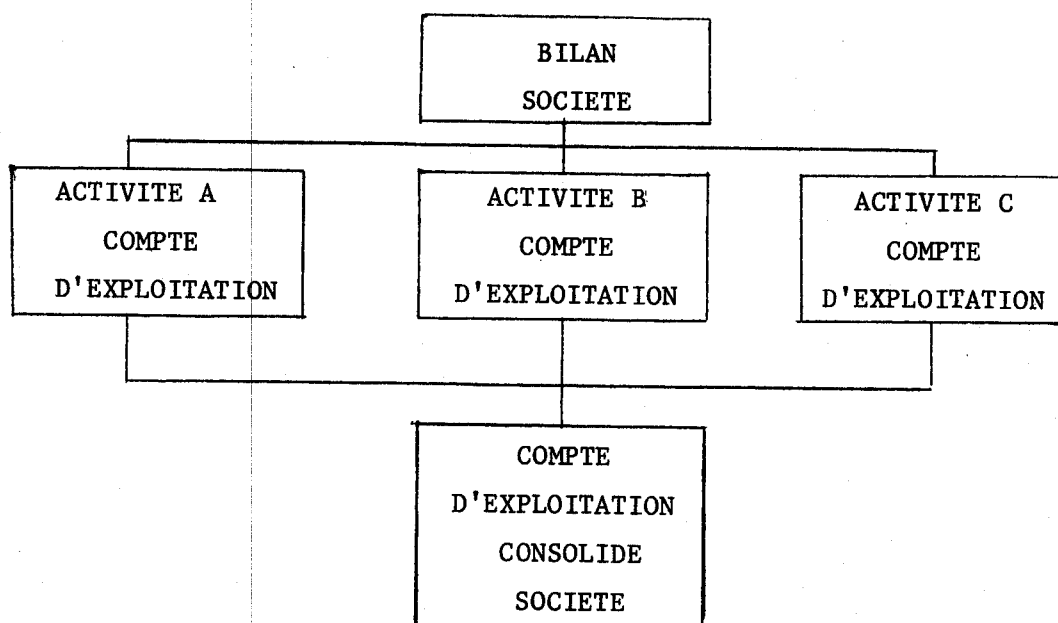 BILAN
SOCIETE
ACTIVITE A
COMPTE
D'EXPLOITATION
ACTIVITE B
COMPTE
D'EXPLOITATION
ACTIVITE C
COMPTE
D'EXPLOITATION
COMPTE
D'EXPLOITATION
CONSOLIDE
SOCIETE